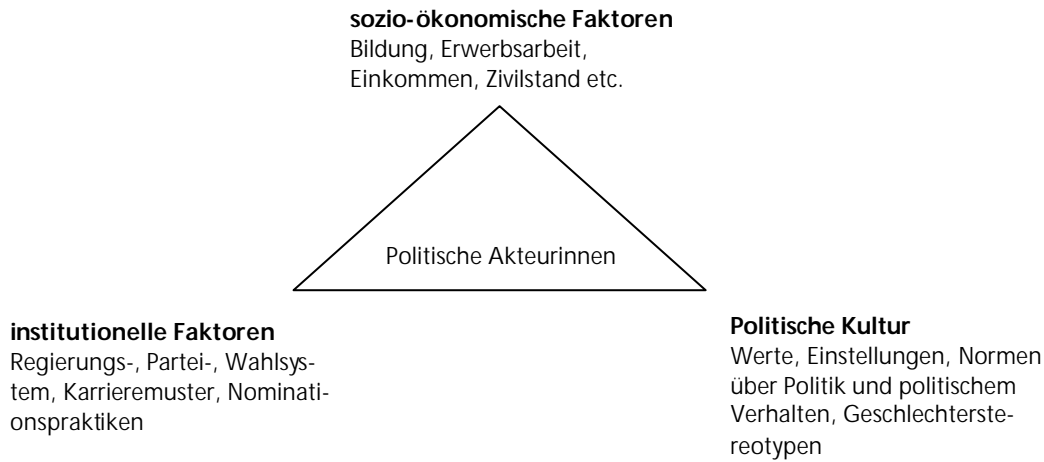 sozio-ökonomische Faktoren
Bildung, Erwerbsarbeit,
Einkommen, Zivilstand etc.
Politische Akteurinnen
institutionelle Faktoren
Regierungs-, Partei-, Wahlsys-
tem, Karrieremuster, Nominati-
onspraktiken
Politische Kultur
Werte, Einstellungen, Normen
über Politik und politischem
Verhalten, Geschlechterste-
reotypen